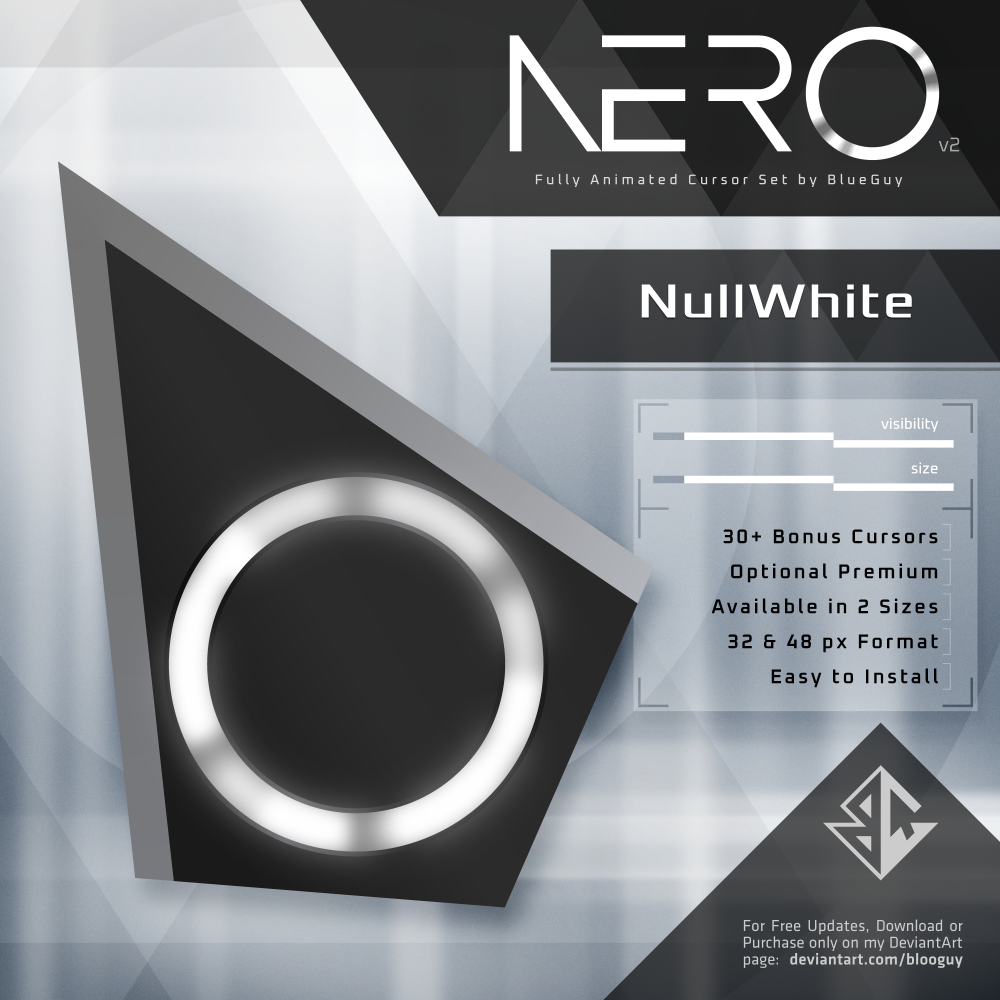 NERO
v2
Fully Animated Cursor Set by BlueGuy
NullWhite
visibility
size
30+ Bonus Cursors
Optional Premium
Available in 2 Sizes
32 & 48 px Format
Easy to Install
For Free Updates, Download or
Purchase only on my DeviantArt
page: deviantart.com/blooguy